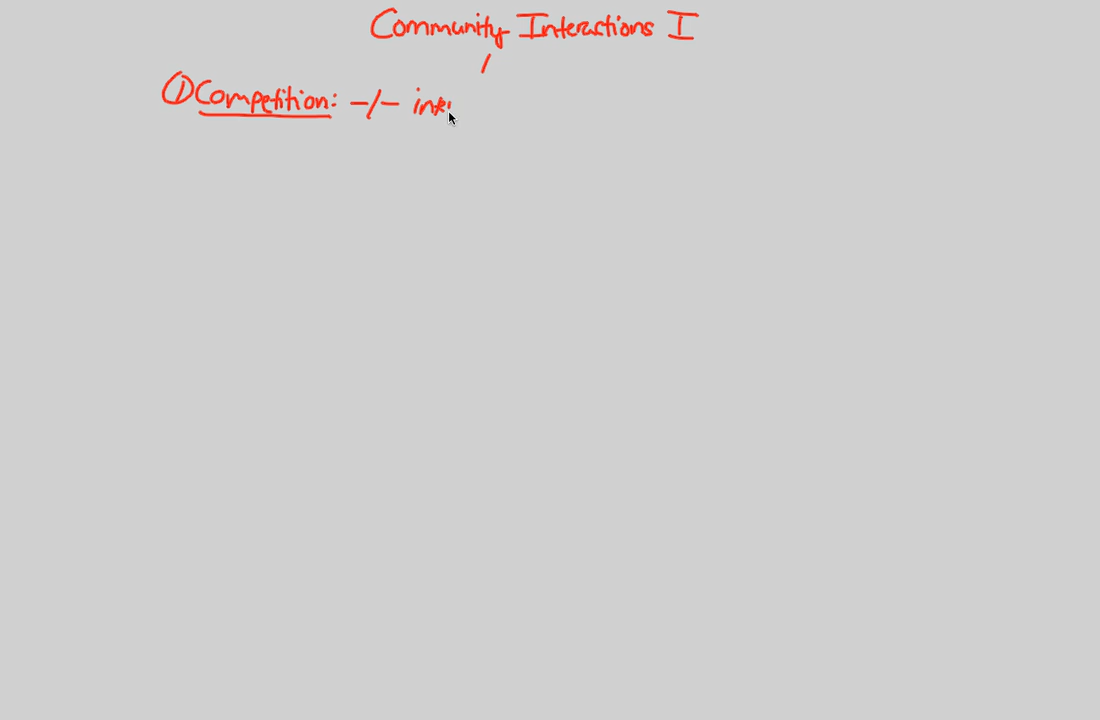 Community Interactions I
① Competition: -/-